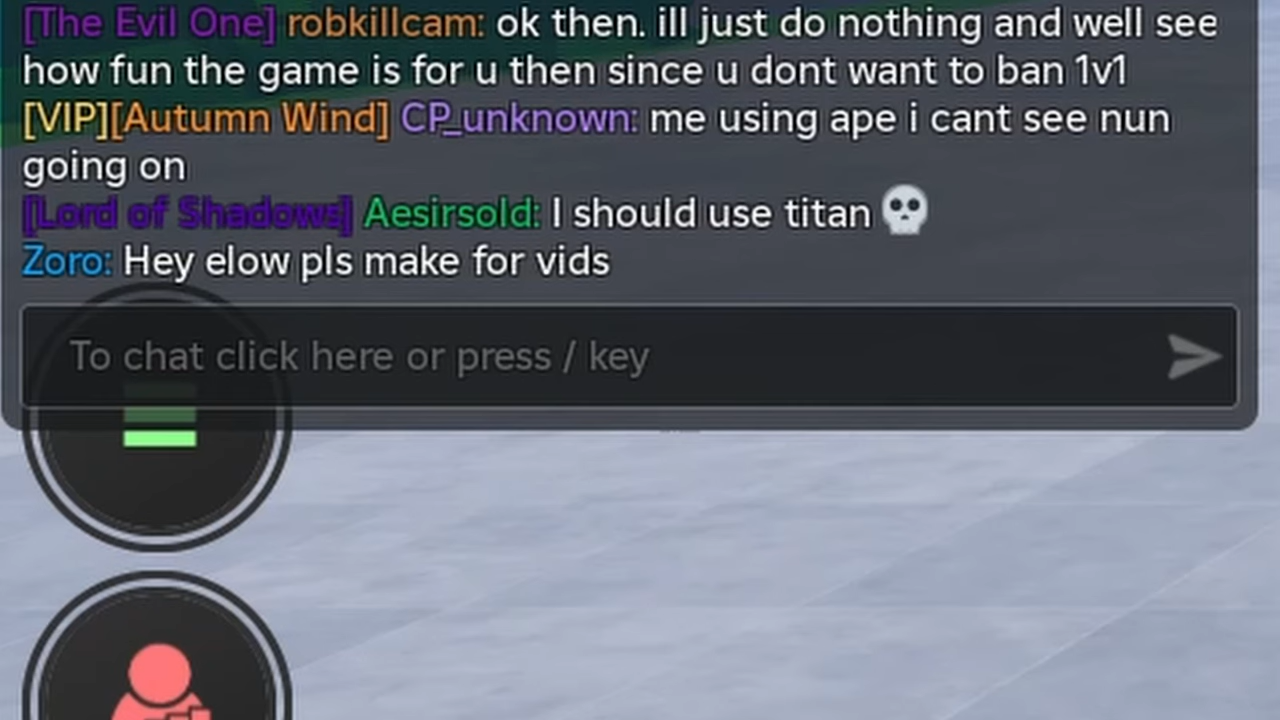 [The Evil One] robkillcam: ok then. ill just do nothing and well see
how fun the game is for u then since u dont want to ban 1v1
[VIP][Autumn Wind] CP_unknown: me using ape i cant see nun
going on
[Lord of Shadows] Aesirsold: I should use titan 💀
Zoro: Hey elow pls make for vids
To chat click here or press / key